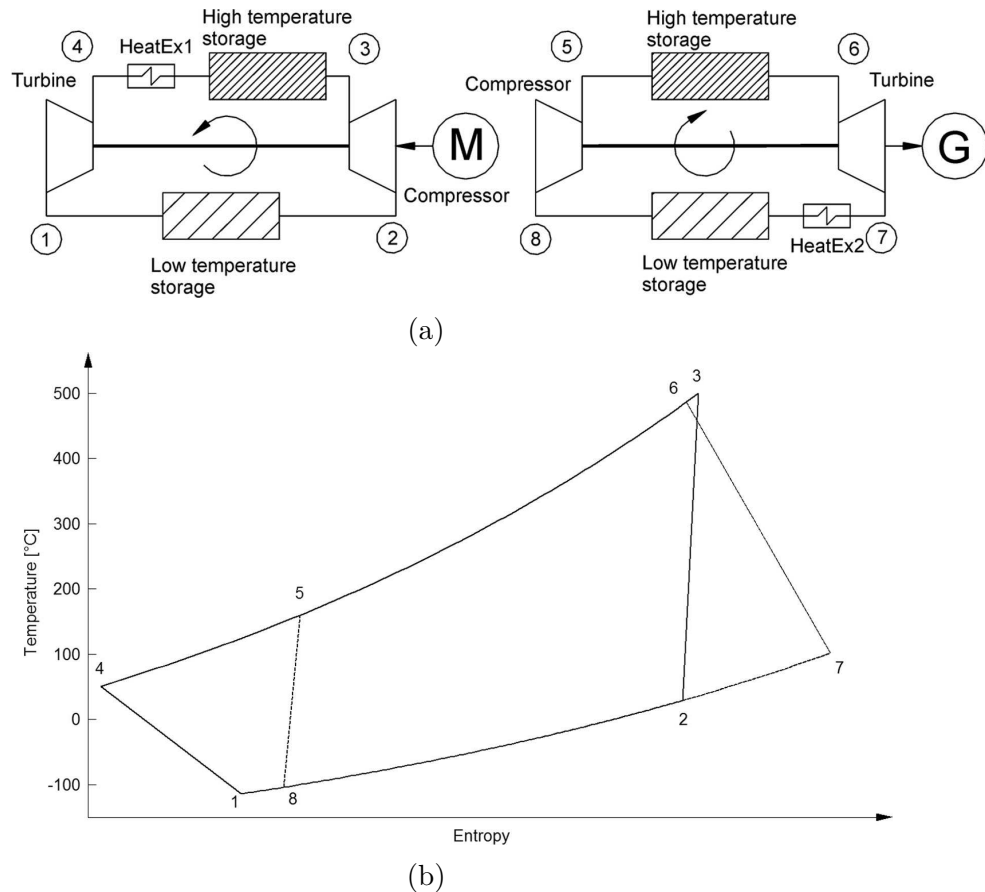 High temperature
storage
④
HeatEx1
③
Turbine
M
Compressor
①
②
Low temperature
storage
High temperature
storage
⑤
⑥
Compressor
Turbine
G
⑧
⑦
HeatEx2
Low temperature
storage
(a)
Temperature [°C]
500
400
300
200
100
0
-100
3
6
5
4
7
2
1
8
Entropy
(b)